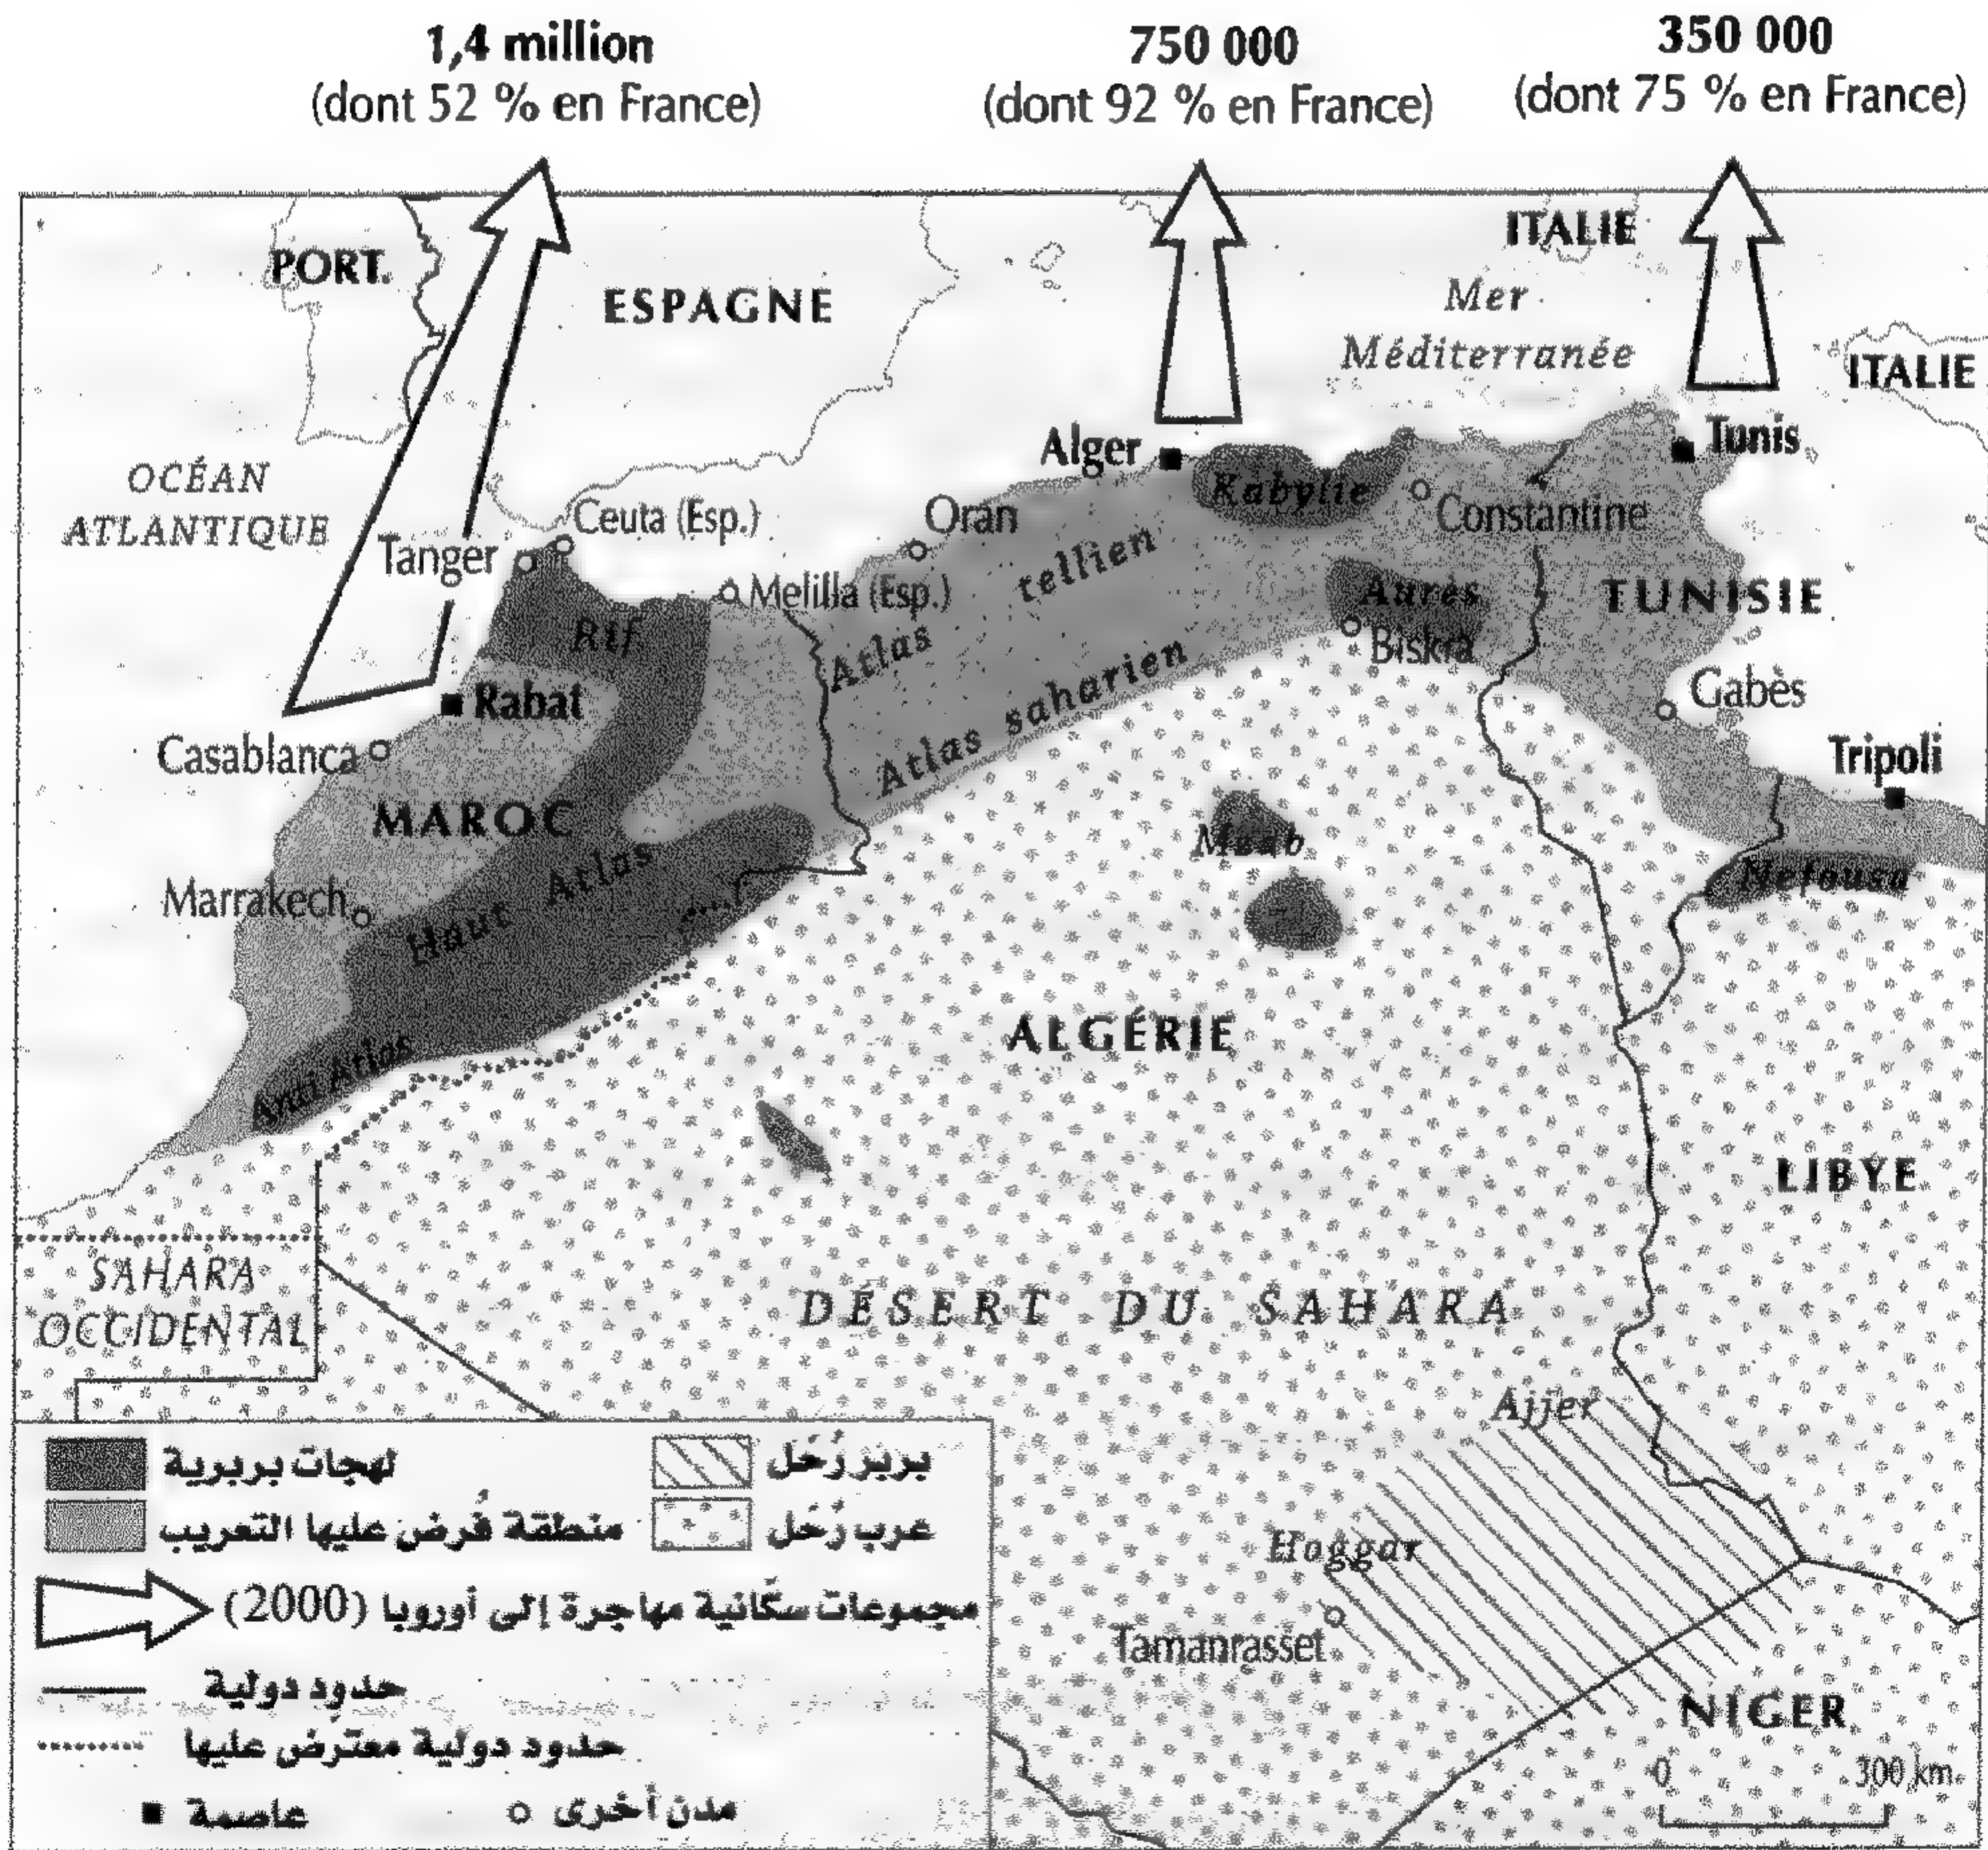 1,4 million
(dont 52 % en France)
750 000
(dont 92 % en France)
350 000
(dont 75 % en France)
PORT.
ESPAGNE
ITALIE
Mer
Méditerranée
ITALIE
OCÉAN
ATLANTIQUE
Alger
Tunis
Kabylie
Constantine
Ceuta (Esp.)
Oran
Tanger
Melilla (Esp.)
Atlas tellien
Aurès
TUNISIE
Rif
Biskra
Rabat
Atlas saharien
Gabès
Casablanca
Tripoli
MAROC
Mzab
Nefousa
Marrakech
Haut Atlas
ALGÉRIE
Anti Atlas
LIBYE
SAHARA
OCCIDENTAL
DÉSERT DU SAHARA
Ajjer
Hoggar
Tamanrasset
NIGER
0 300 km
لهجات بربرية
بربر رُحّل
منطقة فُرض عليها التعريب
عرب رُحّل
مجموعات سكّانية مهاجرة إلى أوروبا (2000)
حدود دولية
حدود دولية معترَض عليها
عاصمة
مدن أخرى